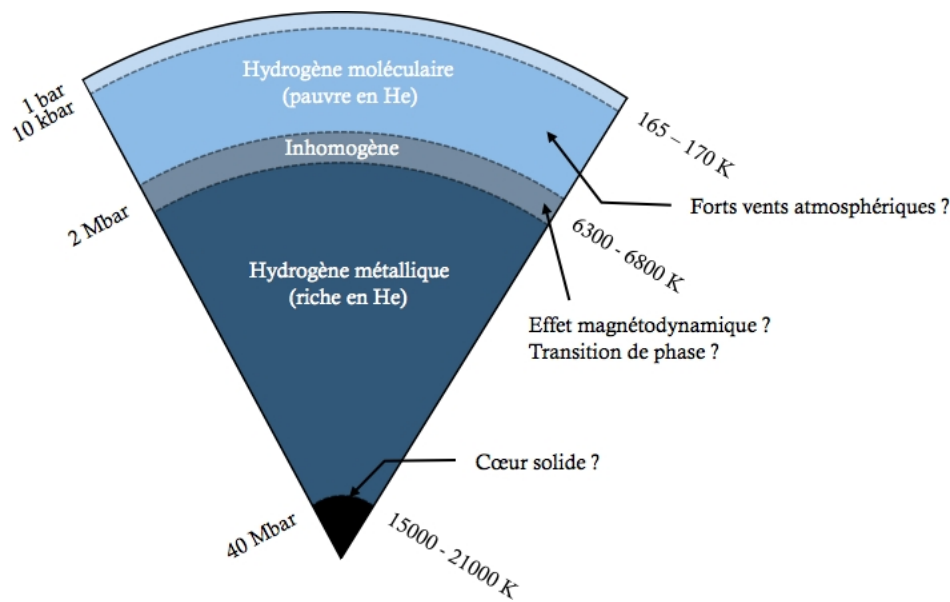 Hydrogène moléculaire
(pauvre en He)
1 bar
10 kbar
165 – 170 K
Inhomogène
Forts vents atmosphériques ?
2 Mbar
6300 - 6800 K
Hydrogène métallique
(riche en He)
Effet magnétodynamique ?
Transition de phase ?
Cœur solide ?
40 Mbar
15000 - 21000 K